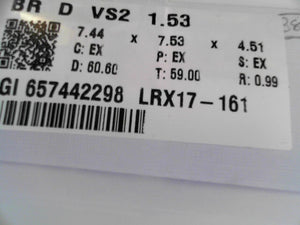 BR D VS2 1.53
7.44 x 7.53 x 4.51
C: EX P: EX S: EX
D: 60.60 T: 59.00 R: 0.99
GI 657442298 LRX17-161